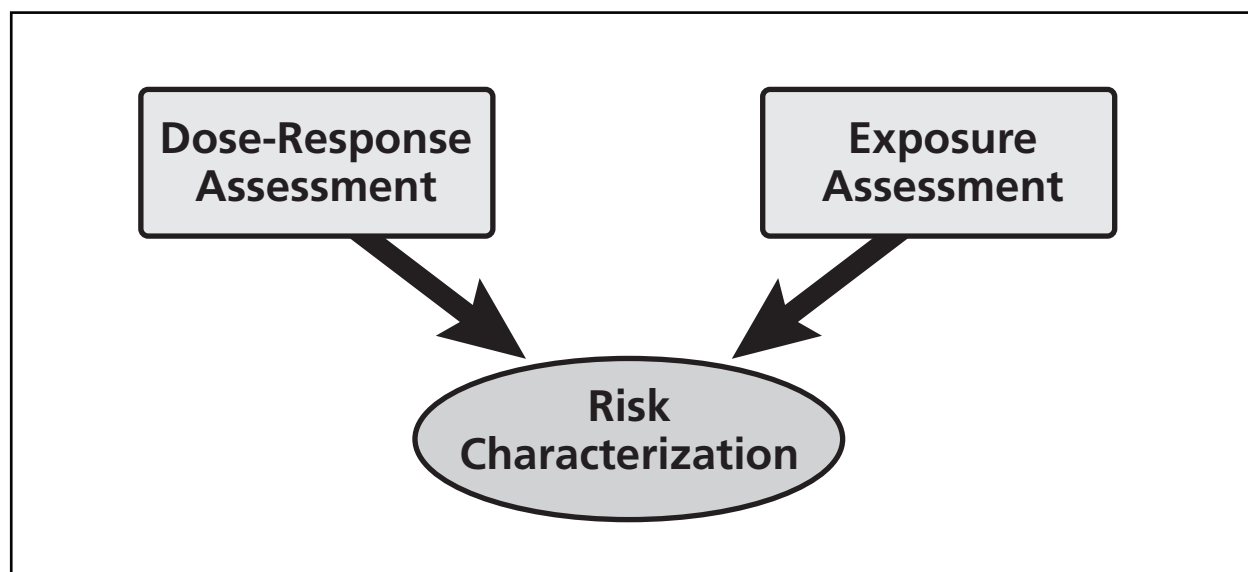 Dose-Response
Assessment
Exposure
Assessment
Risk
Characterization